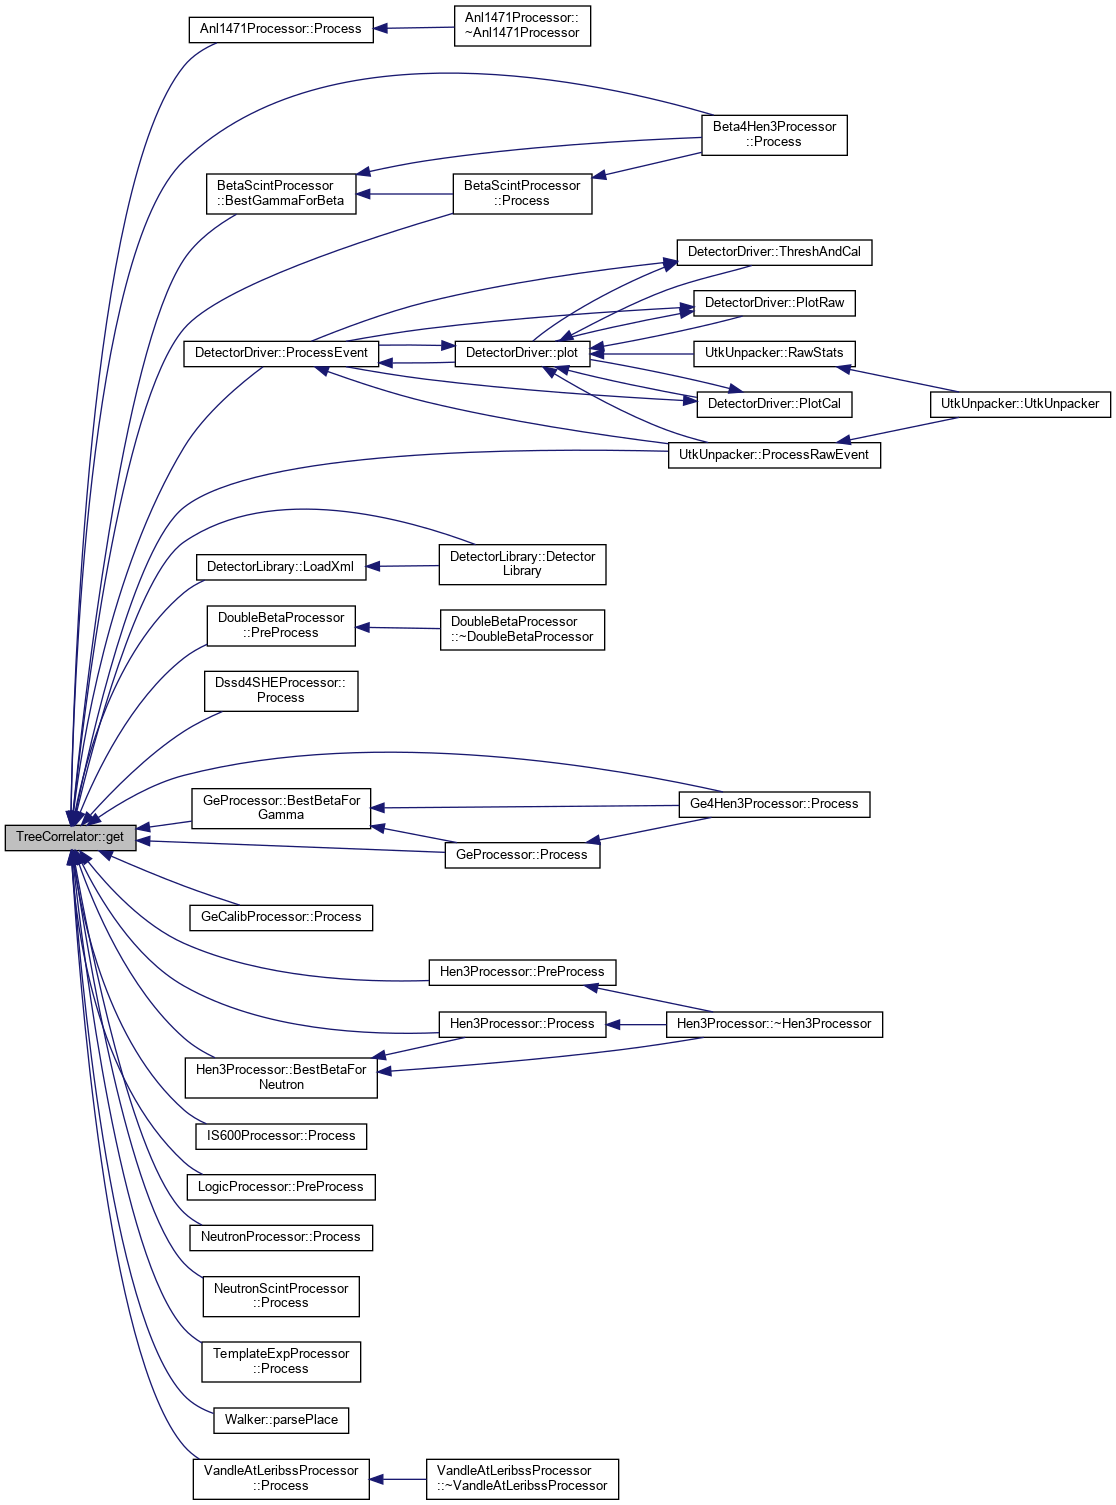 Anl1471Processor::Process
Anl1471Processor::
~Anl1471Processor
Beta4Hen3Processor
::Process
BetaScintProcessor
::BestGammaForBeta
BetaScintProcessor
::Process
DetectorDriver::ThreshAndCal
DetectorDriver::PlotRaw
DetectorDriver::ProcessEvent
DetectorDriver::plot
UtkUnpacker::RawStats
DetectorDriver::PlotCal
UtkUnpacker::UtkUnpacker
UtkUnpacker::ProcessRawEvent
DetectorLibrary::LoadXml
DetectorLibrary::Detector
Library
DoubleBetaProcessor
::PreProcess
DoubleBetaProcessor
::~DoubleBetaProcessor
Dssd4SHEProcessor::
Process
GeProcessor::BestBetaFor
Gamma
Ge4Hen3Processor::Process
TreeCorrelator::get
GeProcessor::Process
GeCalibProcessor::Process
Hen3Processor::PreProcess
Hen3Processor::Process
Hen3Processor::~Hen3Processor
Hen3Processor::BestBetaFor
Neutron
IS600Processor::Process
LogicProcessor::PreProcess
NeutronProcessor::Process
NeutronScintProcessor
::Process
TemplateExpProcessor
::Process
Walker::parsePlace
VandleAtLeribssProcessor
::Process
VandleAtLeribssProcessor
::~VandleAtLeribssProcessor